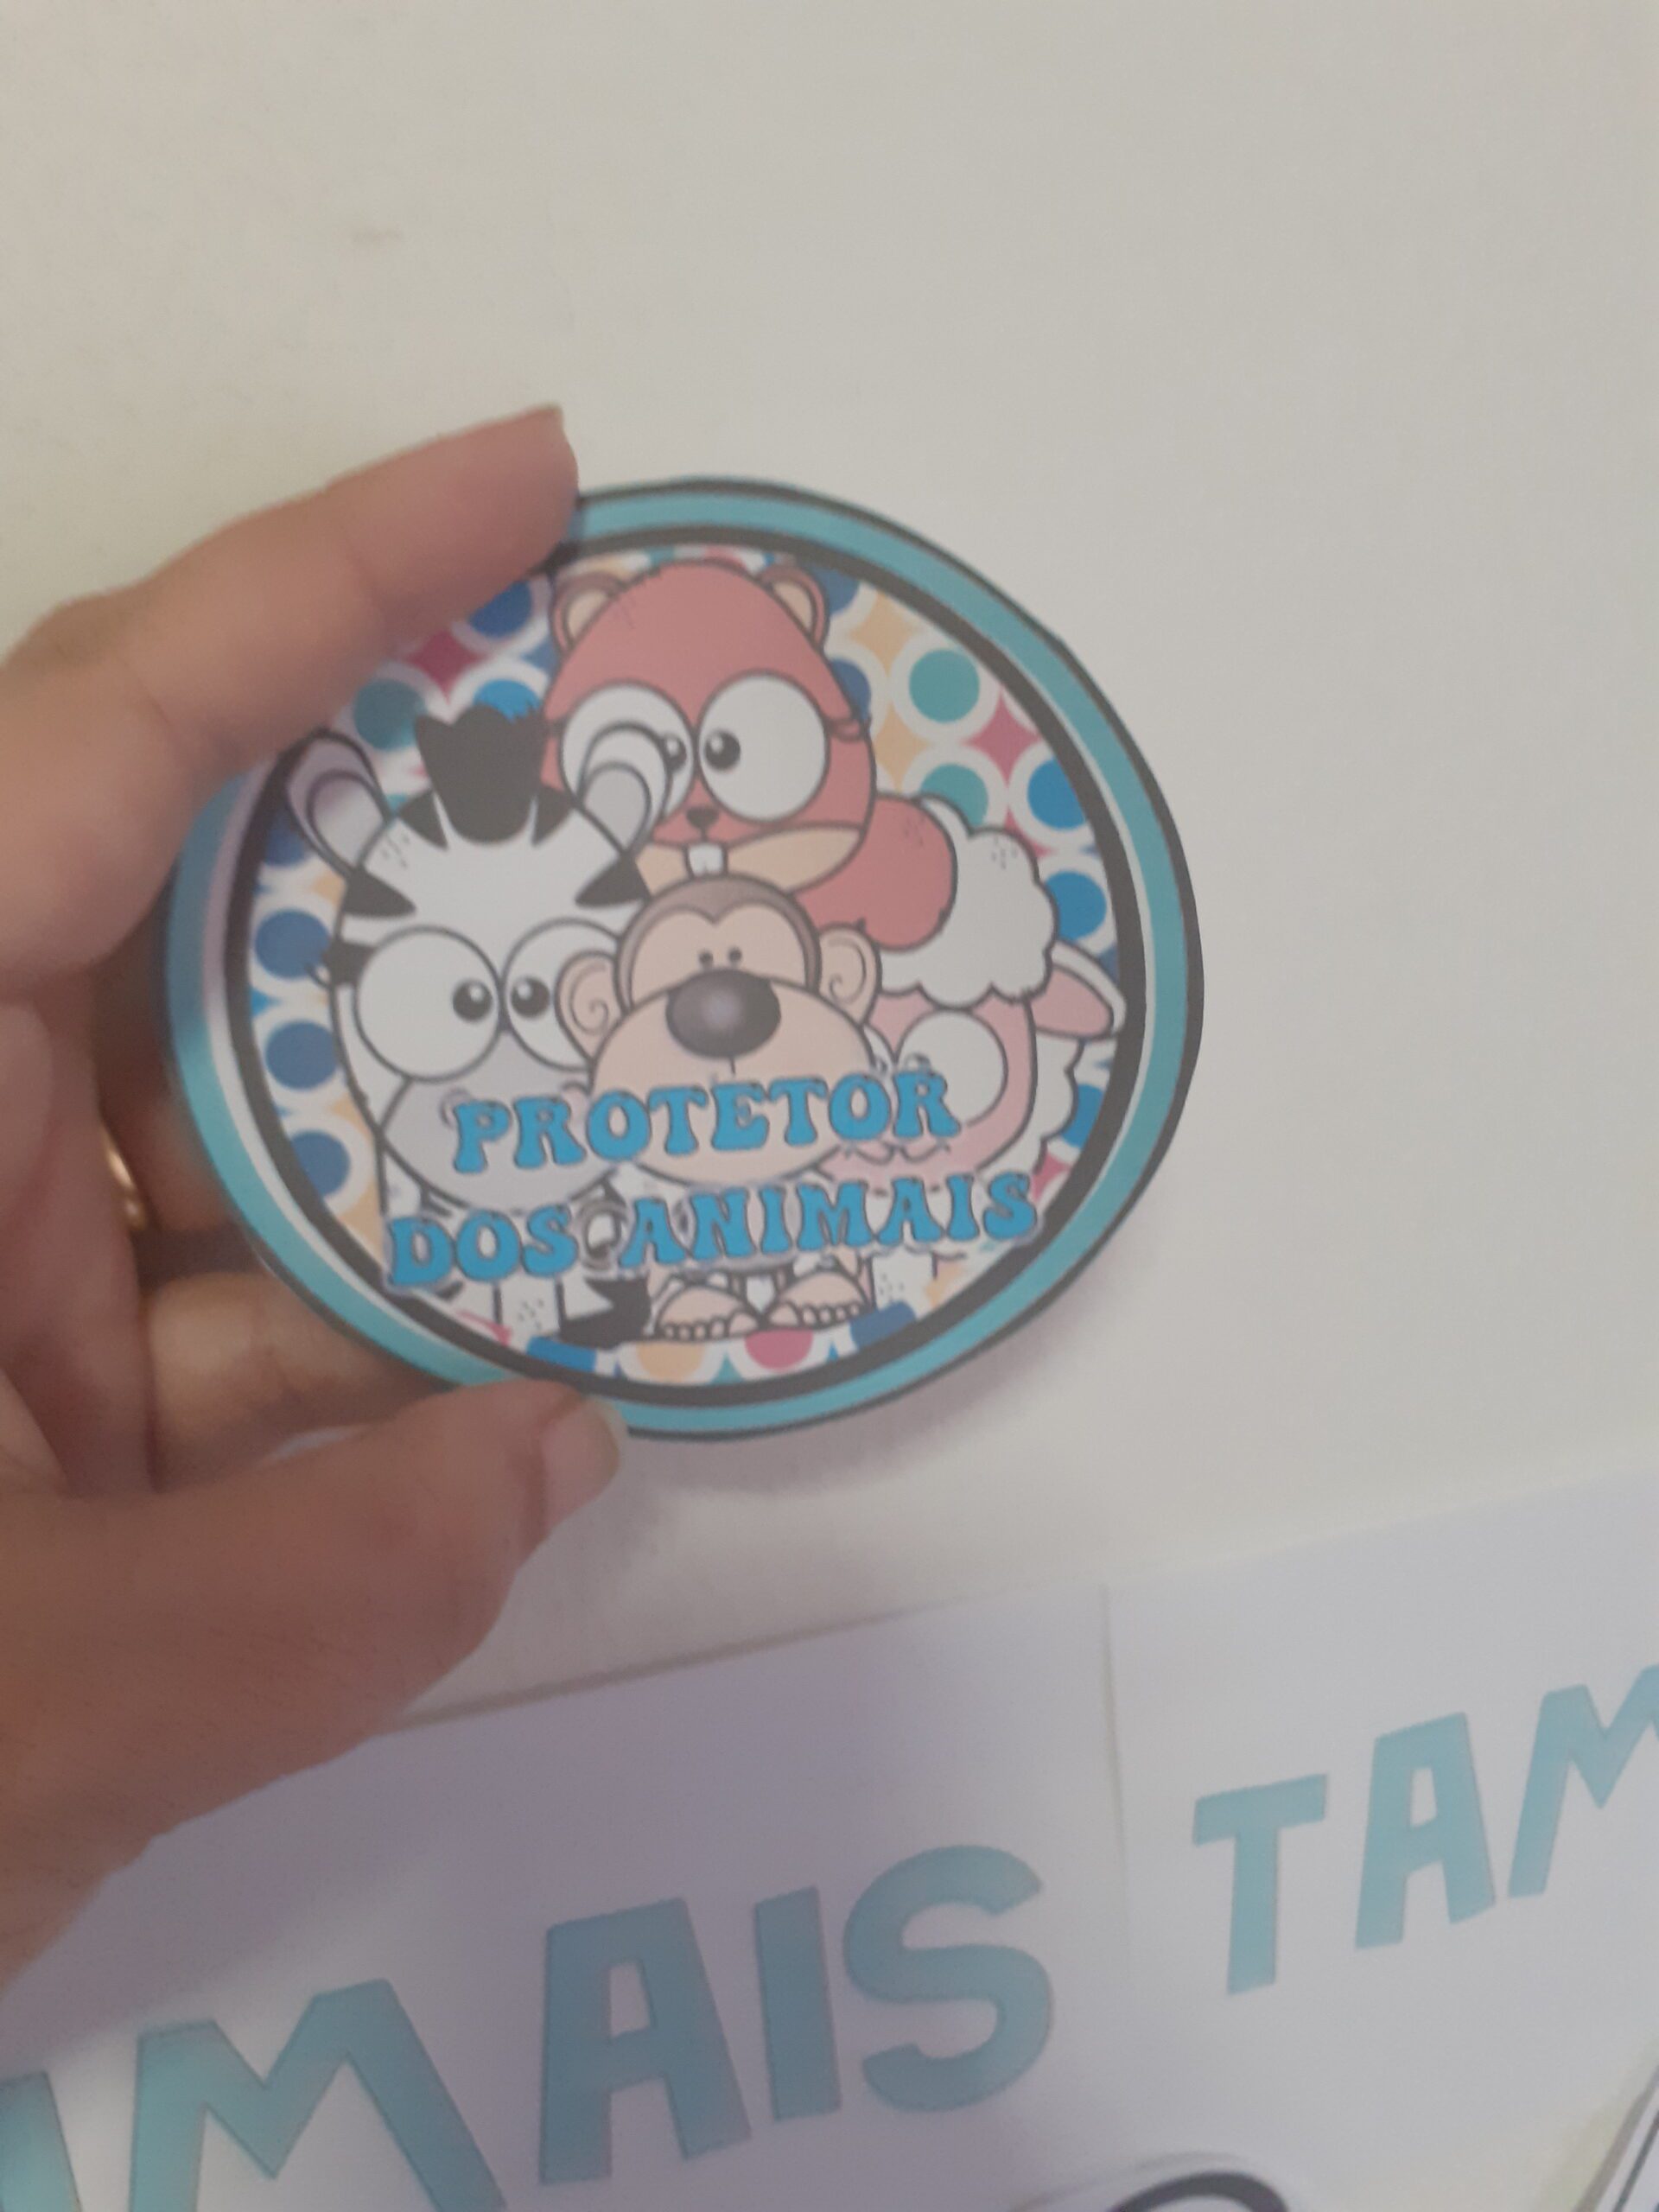 PROTETOR
DOS ANIMAIS
TAM
MAIS